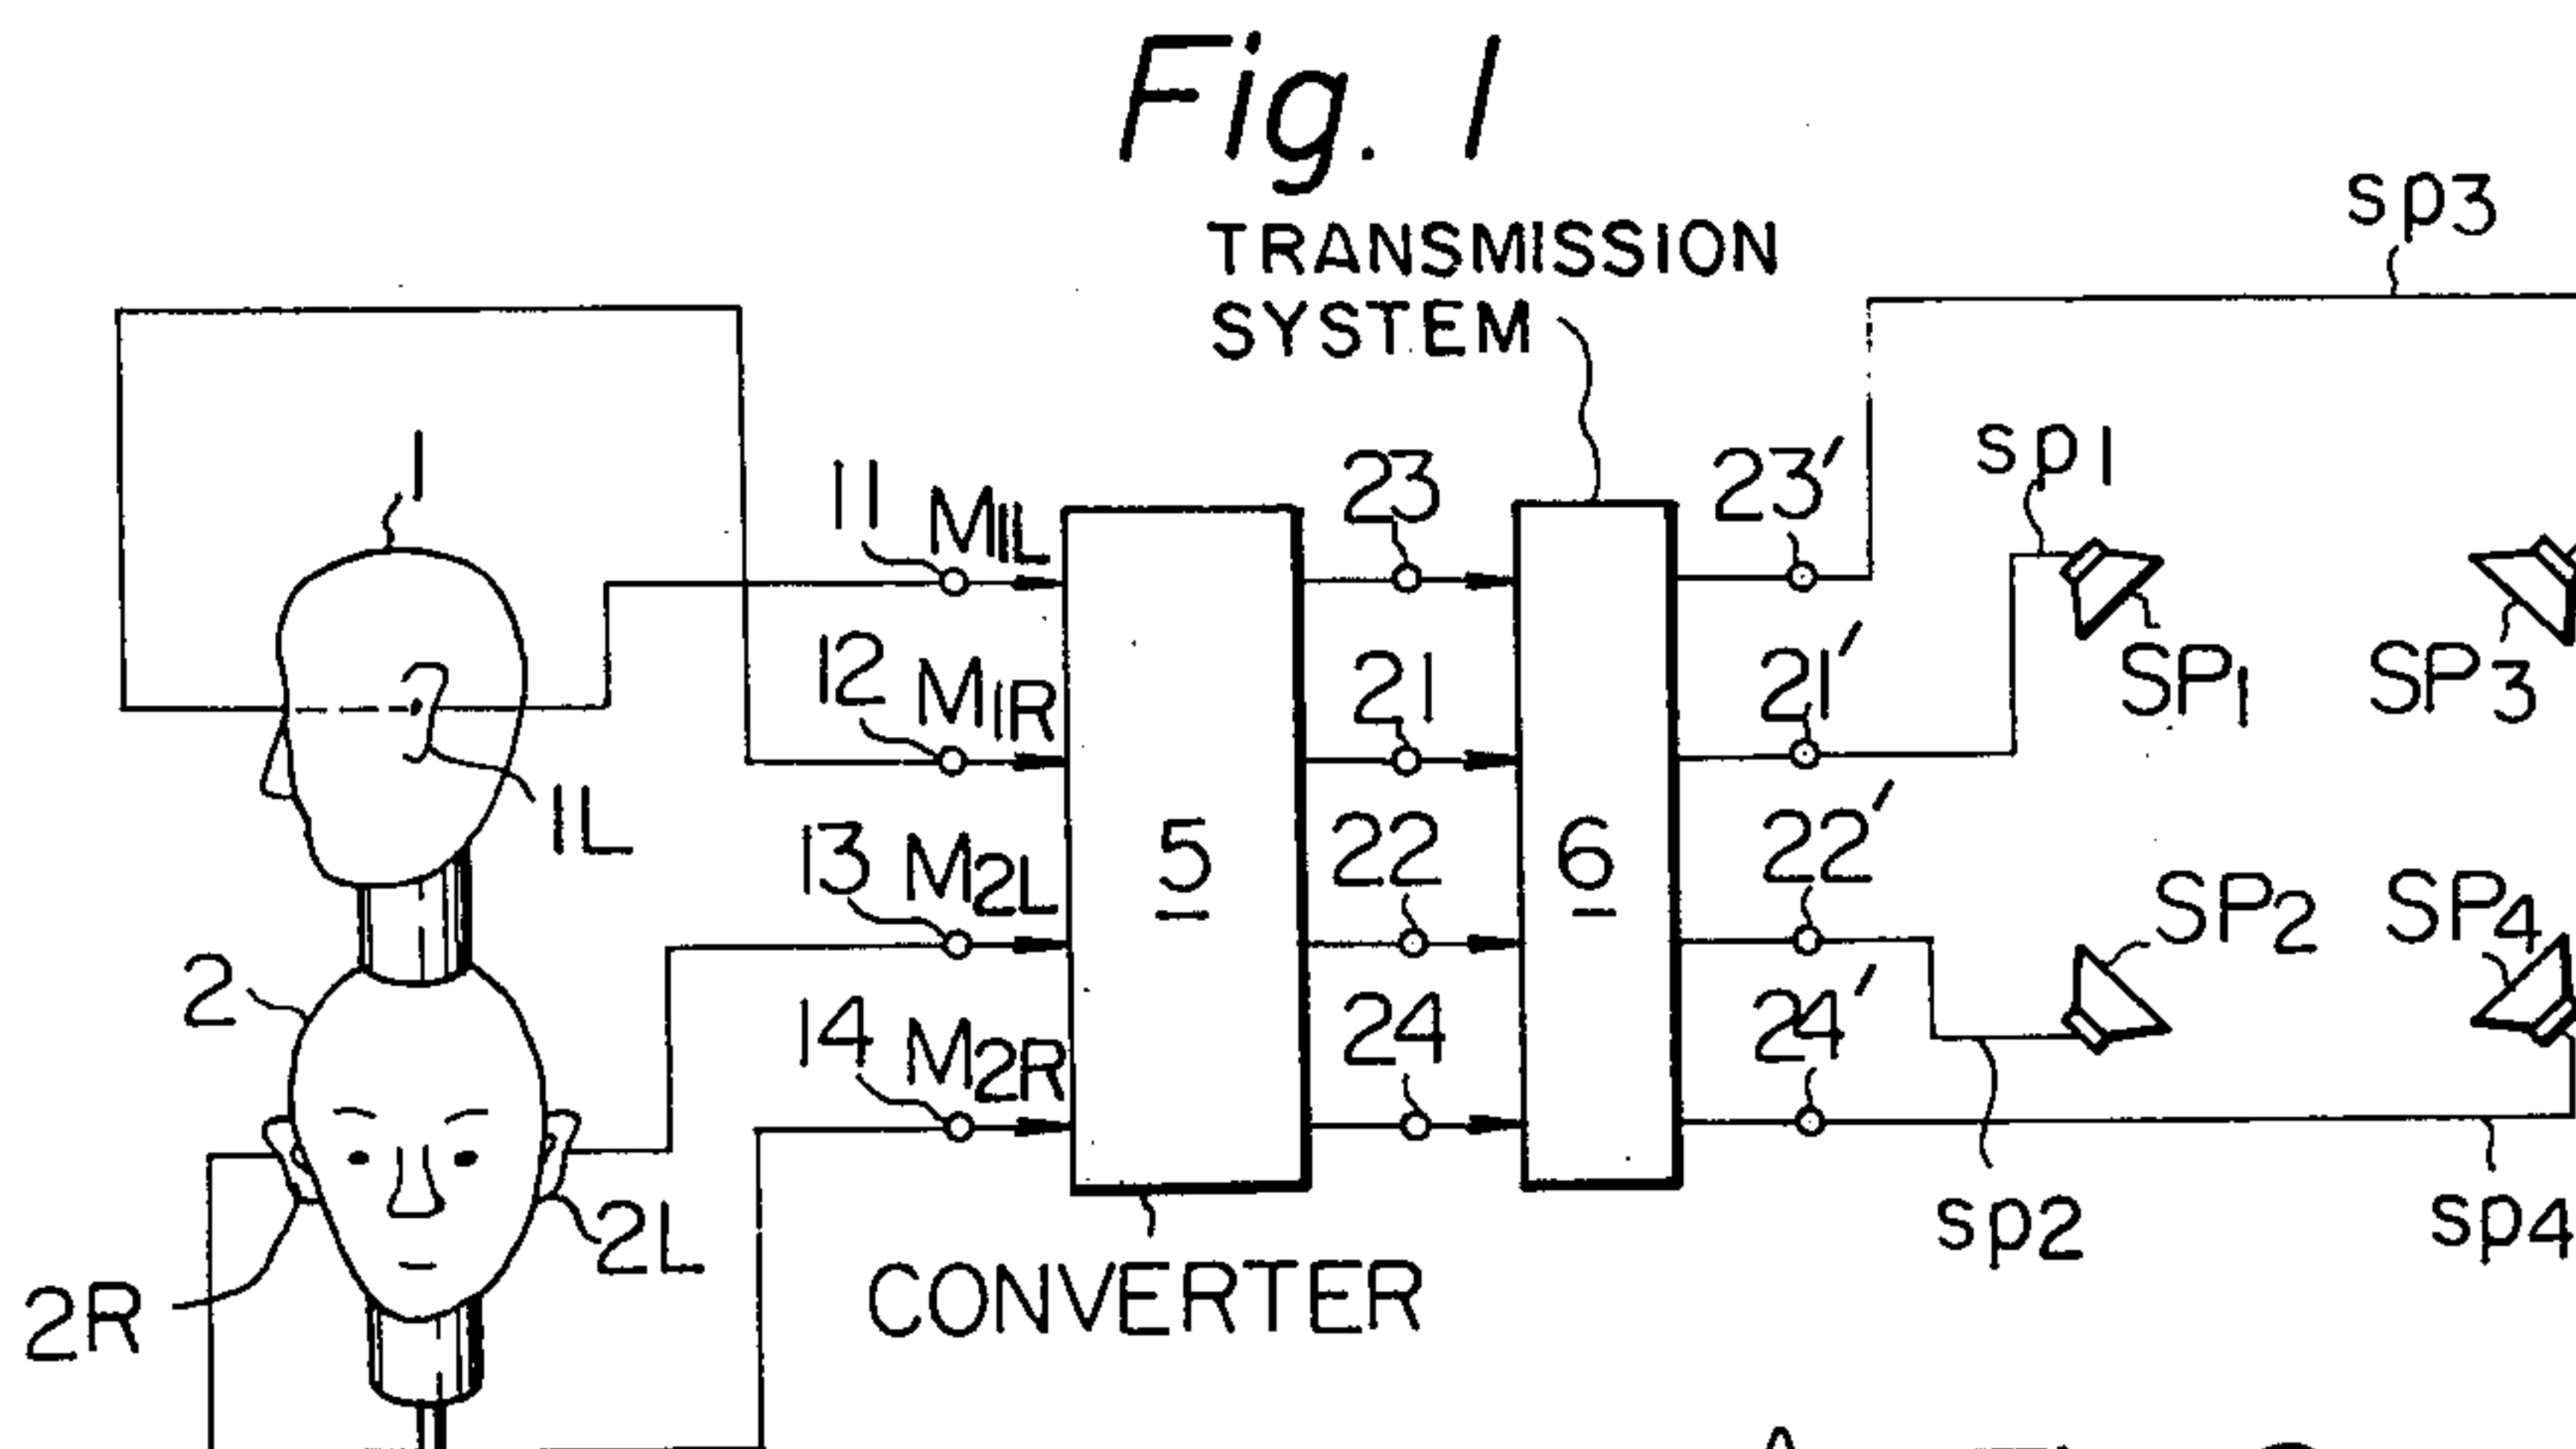 Fig. 1
TRANSMISSION
SYSTEM
sp3
sp1
1
11 M1L
23
23'
12 M1R
21
21'
SP1
SP3
1L
13 M2L
5
22
6
22'
SP2
SP4
2
14 M2R
24
24'
2L
sp2
sp4
2R
CONVERTER